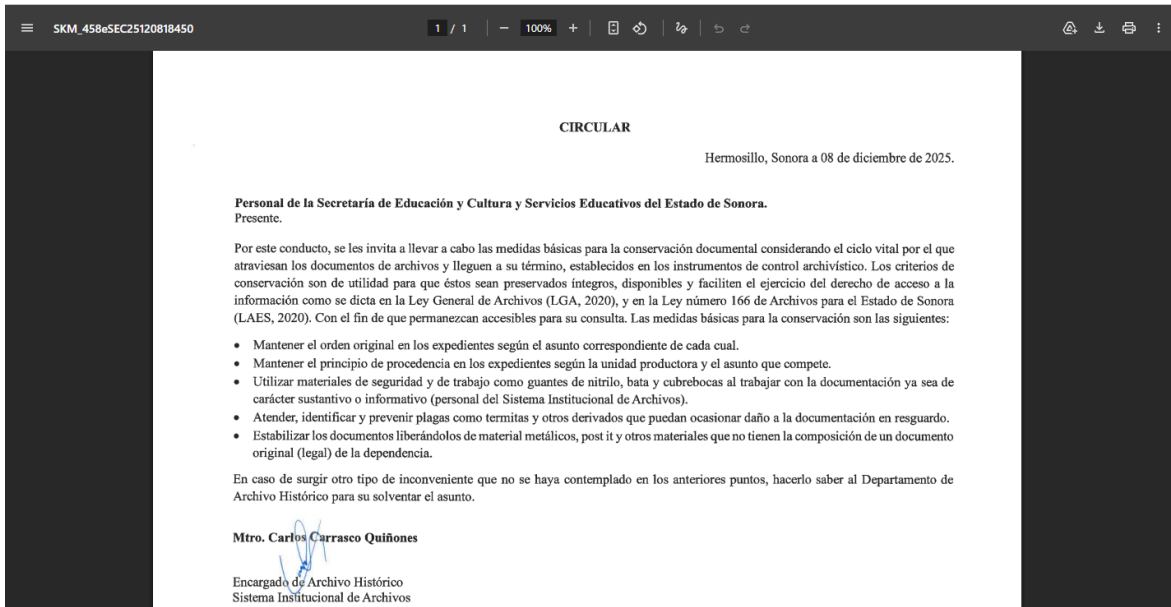 SKM_458eSEC25120818450
1 / 1
100%
CIRCULAR
Hermosillo, Sonora a 08 de diciembre de 2025.
Personal de la Secretaría de Educación y Cultura y Servicios Educativos del Estado de Sonora.
Presente.
Por este conducto, se les invita a llevar a cabo las medidas básicas para la conservación documental considerando el ciclo vital por el que
atraviesan los documentos de archivos y lleguen a su término, establecidos en los instrumentos de control archivístico. Los criterios de
conservación son de utilidad para que éstos sean preservados íntegros, disponibles y faciliten el ejercicio del derecho de acceso a la
información como se dicta en la Ley General de Archivos (LGA, 2020), y en la Ley número 166 de Archivos para el Estado de Sonora
(LAES, 2020). Con el fin de que permanezcan accesibles para su consulta. Las medidas básicas para la conservación son las siguientes:
• Mantener el orden original en los expedientes según el asunto correspondiente de cada cual.
• Mantener el principio de procedencia en los expedientes según la unidad productora y el asunto que compete.
• Utilizar materiales de seguridad y de trabajo como guantes de nitrilo, bata y cubrebocas al trabajar con la documentación ya sea de
carácter sustantivo o informativo (personal del Sistema Institucional de Archivos).
• Atender, identificar y prevenir plagas como termitas y otros derivados que puedan ocasionar daño a la documentación en resguardo.
• Estabilizar los documentos liberándolos de material metálicos, post it y otros materiales que no tienen la composición de un documento
original (legal) de la dependencia.
En caso de surgir otro tipo de inconveniente que no se haya contemplado en los anteriores puntos, hacerlo saber al Departamento de
Archivo Histórico para su solventar el asunto.
Mtro. Carlos Carrasco Quiñones
Encargado de Archivo Histórico
Sistema Institucional de Archivos